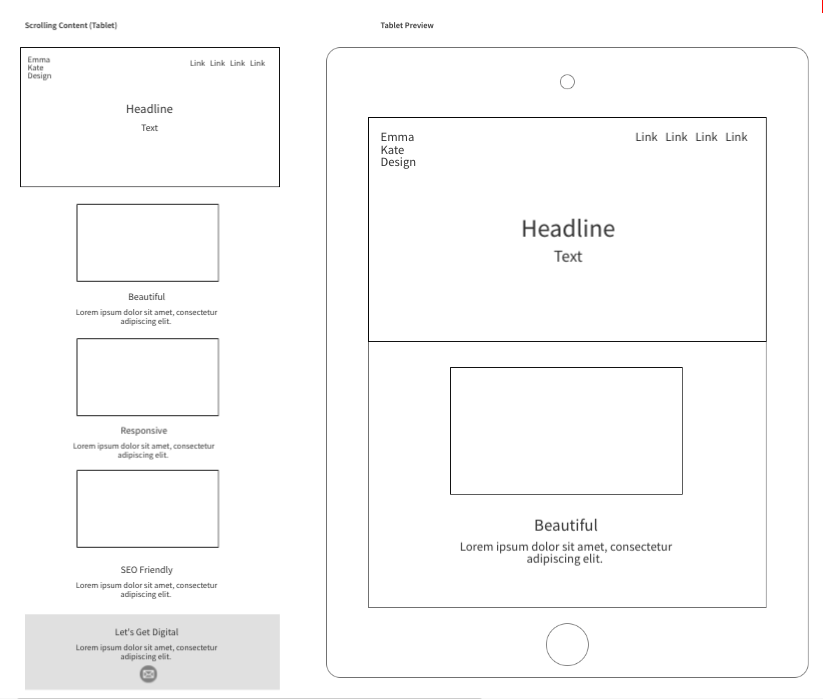 Scrolling Content (Tablet)
Emma
Kate
Design
Link Link Link Link
Headline
Text
Beautiful
Lorem ipsum dolor sit amet, consectetur
adipiscing elit.
Responsive
Lorem ipsum dolor sit amet, consectetur
adipiscing elit.
SEO Friendly
Lorem ipsum dolor sit amet, consectetur
adipiscing elit.
Let's Get Digital
Lorem ipsum dolor sit amet, consectetur
adipiscing elit.
Tablet Preview
Emma
Kate
Design
Link Link Link Link
Headline
Text
Beautiful
Lorem ipsum dolor sit amet, consectetur
adipiscing elit.